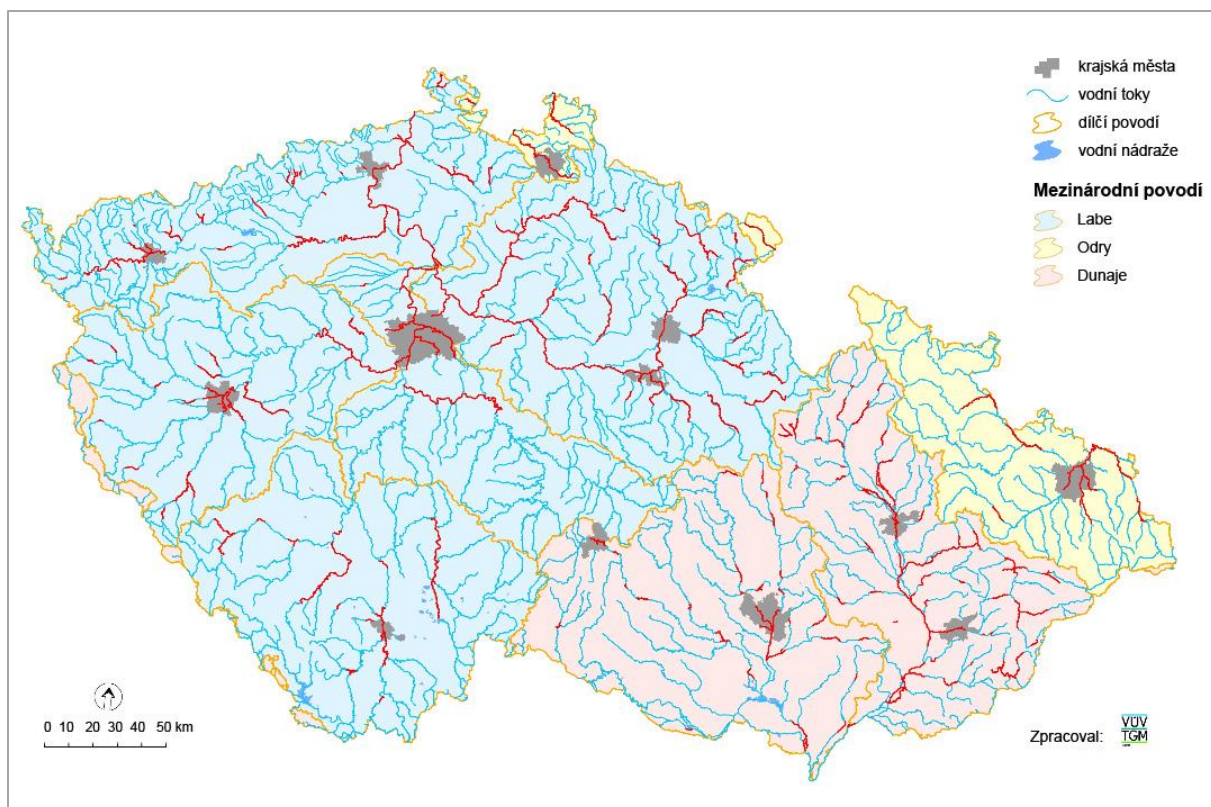 krajská města
vodní toky
dílčí povodí
vodní nádraže
Mezinárodní povodí
Labe
Odry
Dunaje
0 10 20 30 40 50 km
Zpracoval:
VÚV
TGM